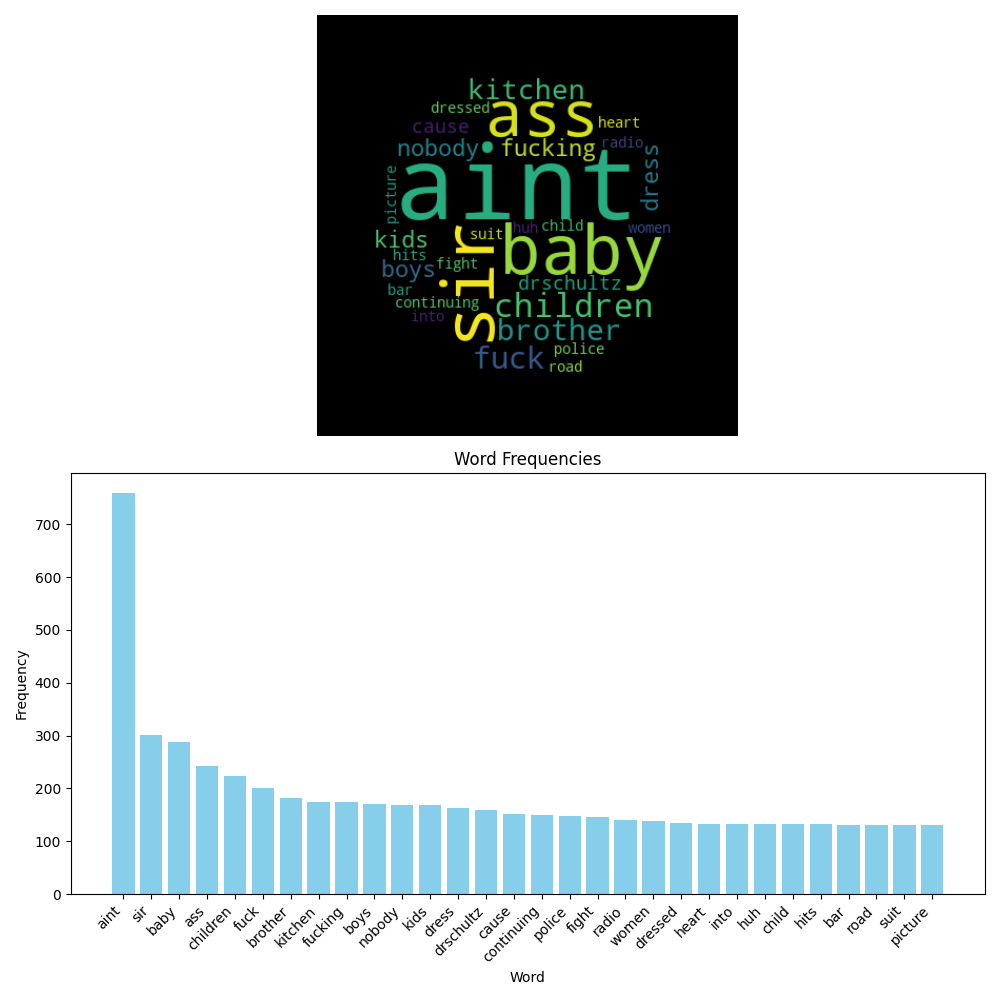 kitchen
dressed
ass
heart
cause
nobody
fucking
radio
aint
dress
picture
kids
sir
suit
huh
child
women
hits
fight
baby
boys
bar
drschultz
continuing
children
into
brother
fuck
police
road
Word Frequencies
700
600
500
400
300
200
100
0
Frequency
aint
sir
baby
ass
children
fuck
brother
kitchen
fucking
boys
nobody
kids
dress
drschultz
cause
continuing
police
fight
radio
women
dressed
heart
into
huh
child
hits
bar
road
suit
picture
Word